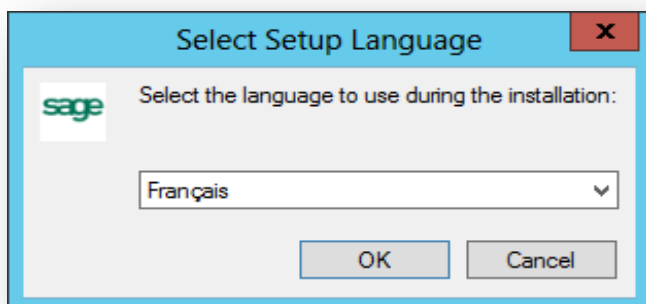 Select Setup Language
x
sage
Select the language to use during the installation:
Français
OK
Cancel